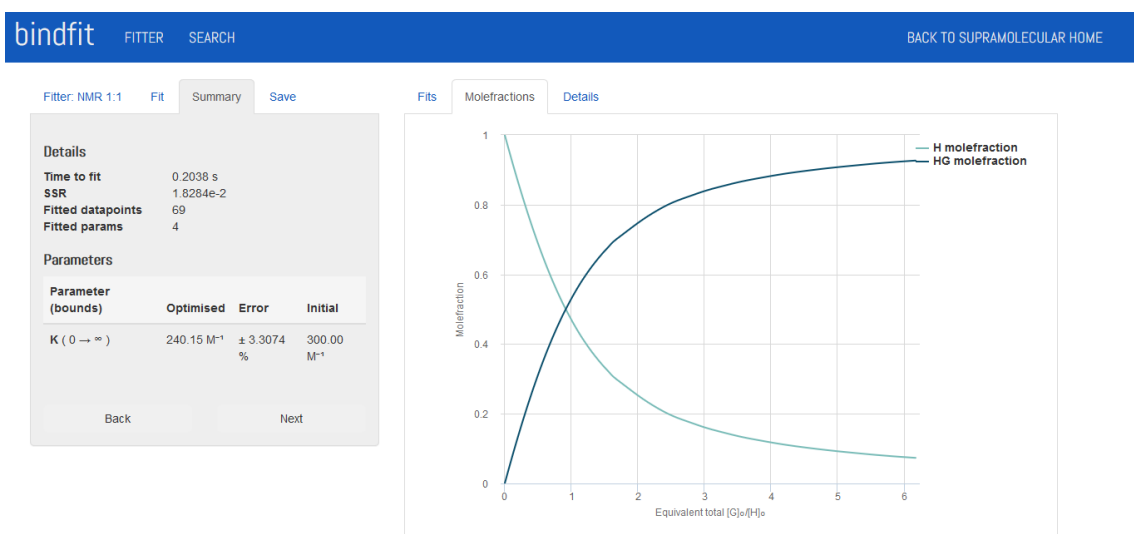 bindfit FITTER SEARCH BACK TO SUPRAMOLECULAR HOME
Fitter: NMR 1:1 Fit Summary Save
Details
Time to fit 0.2038 s
SSR 1.8284e-2
Fitted datapoints 69
Fitted params 4
Parameters
Parameter
(bounds) Optimised Error Initial
K ( 0 → ∞ ) 240.15 M⁻¹ ± 3.3074 300.00
% M⁻¹
Back Next
Fits Molefractions Details
H molefraction
HG molefraction
Molefraction
1
0.8
0.6
0.4
0.2
0
0 1 2 3 4 5 6
Equivalent total [G]₀/[H]₀